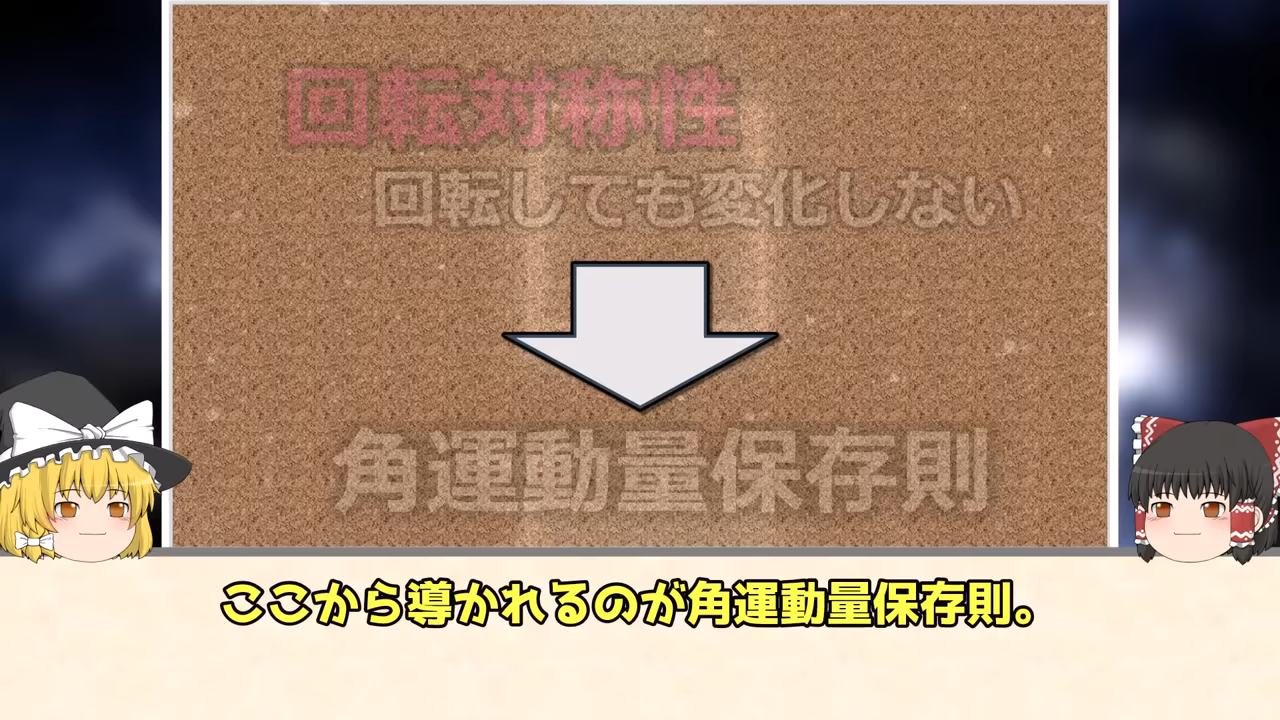 回転対称性
回転しても変化しない
角運動量保存則
ここから導かれるのが角運動量保存則。